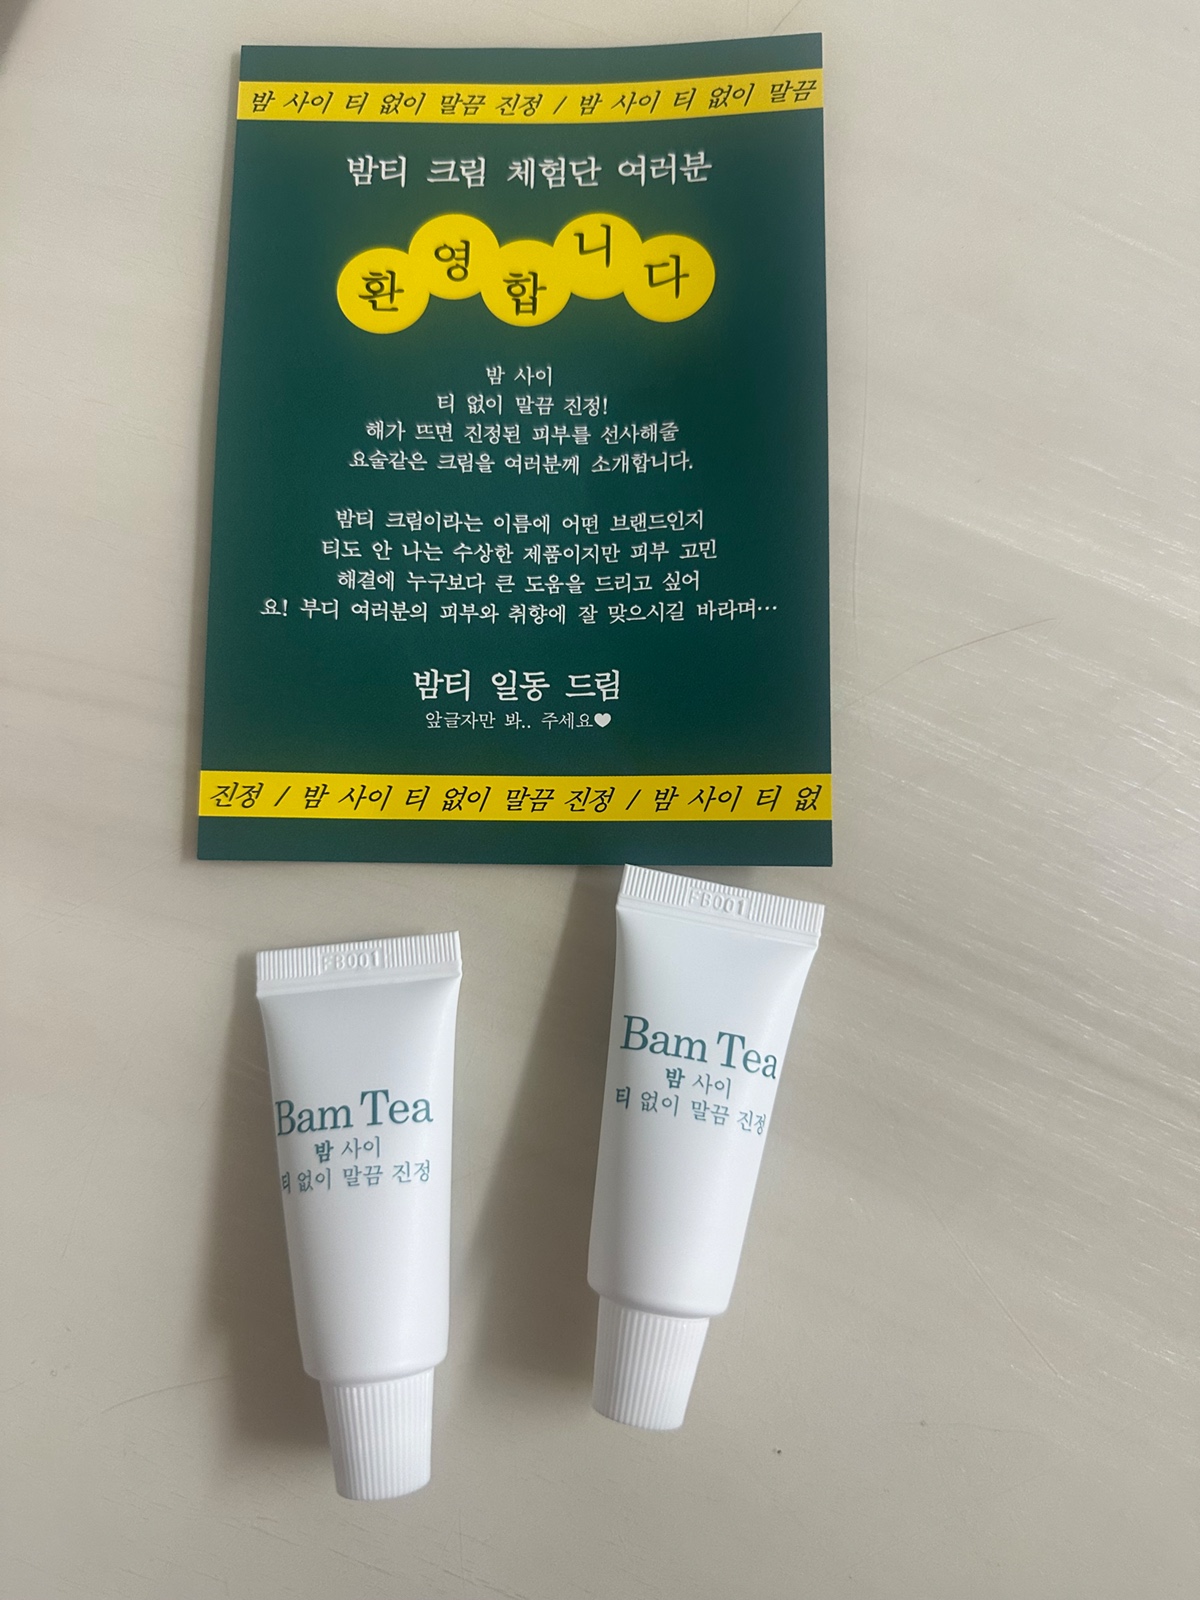 밤 사이 티 없이 말끔 진정 / 밤 사이 티 없이 말끔
밤티 크림 체험단 여러분
환영합니다
밤 사이
티 없이 말끔 진정!
해가 뜨면 진정된 피부를 선사해줄
요술같은 크림을 여러분께 소개합니다.
밤티 크림이라는 이름에 어떤 브랜드인지
티도 안 나는 수상한 제품이지만 피부 고민
해결에 누구보다 큰 도움을 드리고 싶어
요! 부디 여러분의 피부와 취향에 잘 맞으시길 바라며…
밤티 일동 드림
앞글자만 봐.. 주세요♥
진정 / 밤 사이 티 없이 말끔 진정 / 밤 사이 티 없
FB001
Bam Tea
밤 사이
티 없이 말끔 진정
FB001
Bam Tea
밤 사이
티 없이 말끔 진정